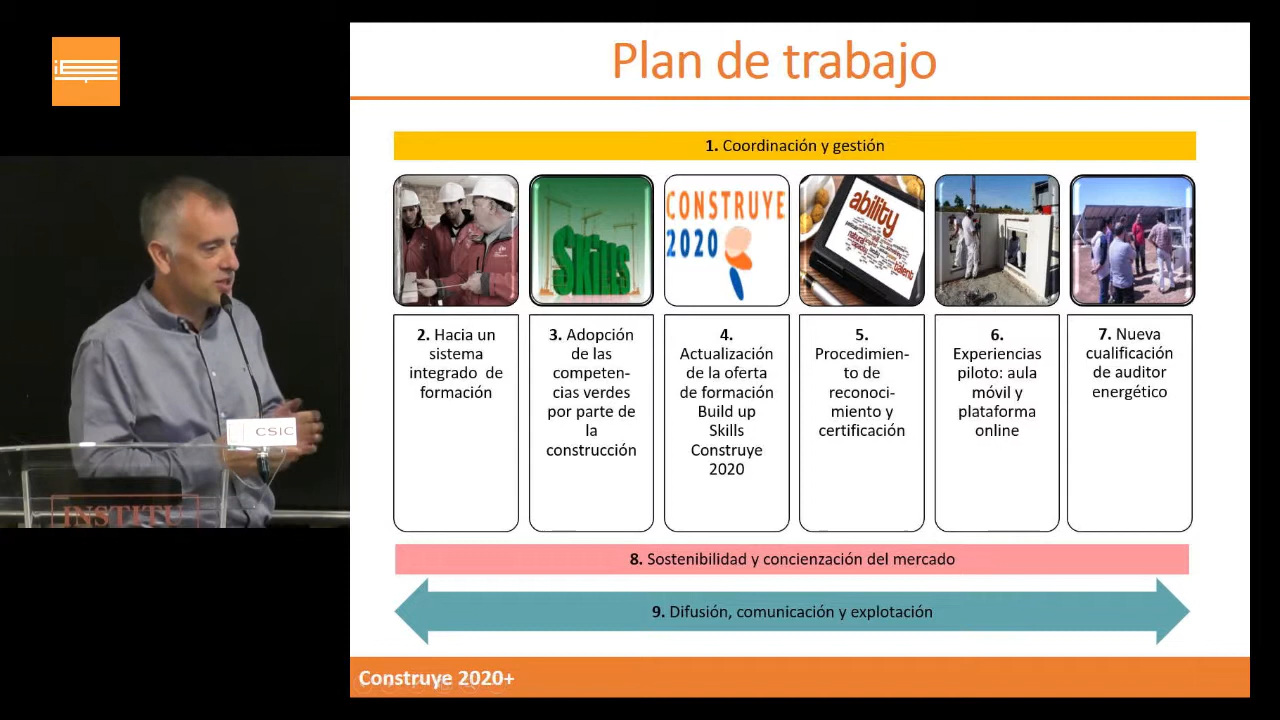 Plan de trabajo
1. Coordinación y gestión
Skills
CONSTRUYE
2020
ability
natural
talent
2. Hacia un
sistema
integrado de
formación
3. Adopción
de las
competen-
cias verdes
por parte de
la
construcción
4.
Actualización
de la oferta
de formación
Build up
Skills
Construye
2020
5.
Procedimien-
to de
reconoci-
miento y
certificación
6.
Experiencias
piloto: aula
móvil y
plataforma
online
7. Nueva
cualificación
de auditor
energético
CSIC
INSTITU
8. Sostenibilidad y concienzación del mercado
9. Difusión, comunicación y explotación
Construye 2020+